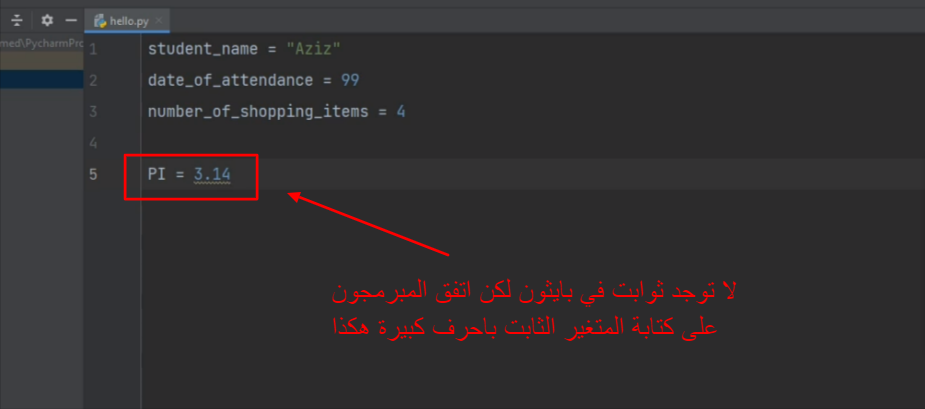 hello.py
med\PycharmPrc
1 student_name = "Aziz"
2 date_of_attendance = 99
3 number_of_shopping_items = 4
4
5 PI = 3.14
لا توجد ثوابت في بايثون لكن اتفق المبرمجون
على كتابة المتغير الثابت باحرف كبيرة هكذا